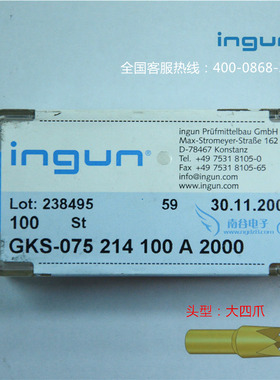 ingun
全国客服热线：400-0868-
ingun Prüfmittelbau GmbH
Max-Stromeyer-Straße 162
D-78467 Konstanz
Tel. +49 7531 8105-0
Fax +49 7531 8105-65
info@ingun.com
www.ingun.com
ingun®
Lot: 238495 59 30.11.200
100 St
GKS-075 214 100 A 2000
南谷电子
头型：大四爪